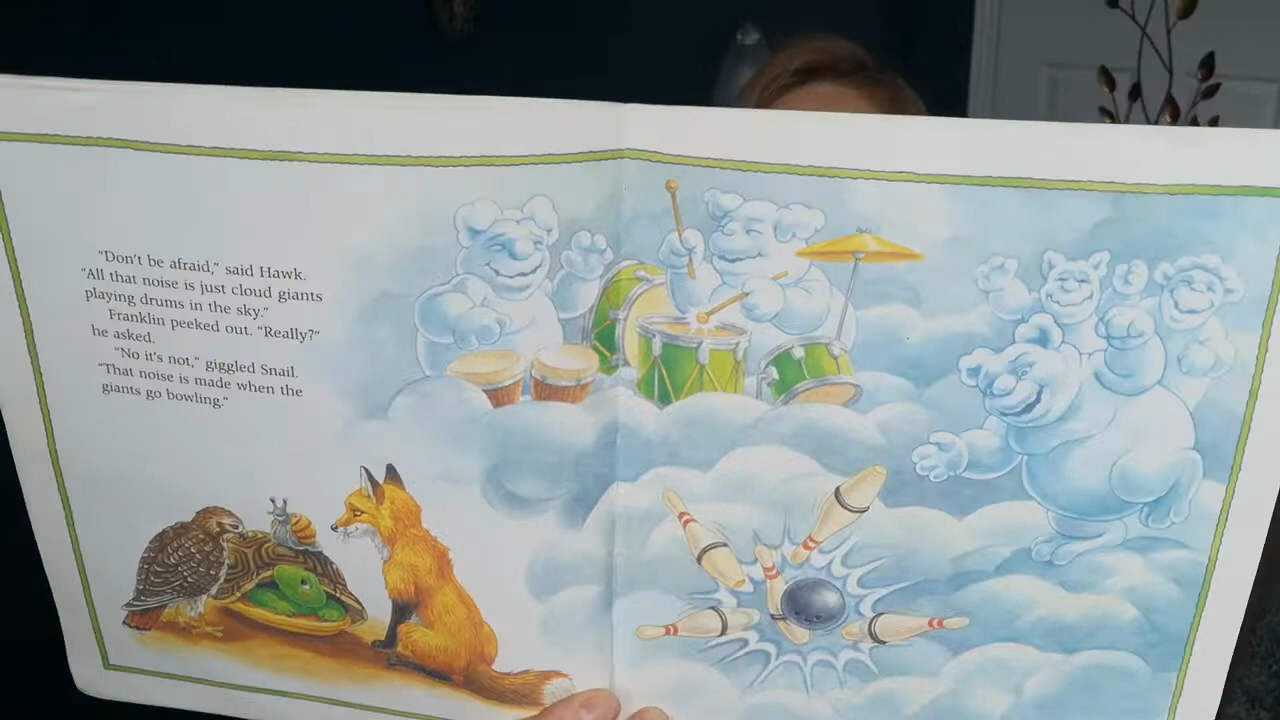 "Don't be afraid," said Hawk.
"All that noise is just cloud giants
playing drums in the sky."
Franklin peeked out. "Really?"
he asked.
"No it's not," giggled Snail.
"That noise is made when the
giants go bowling."